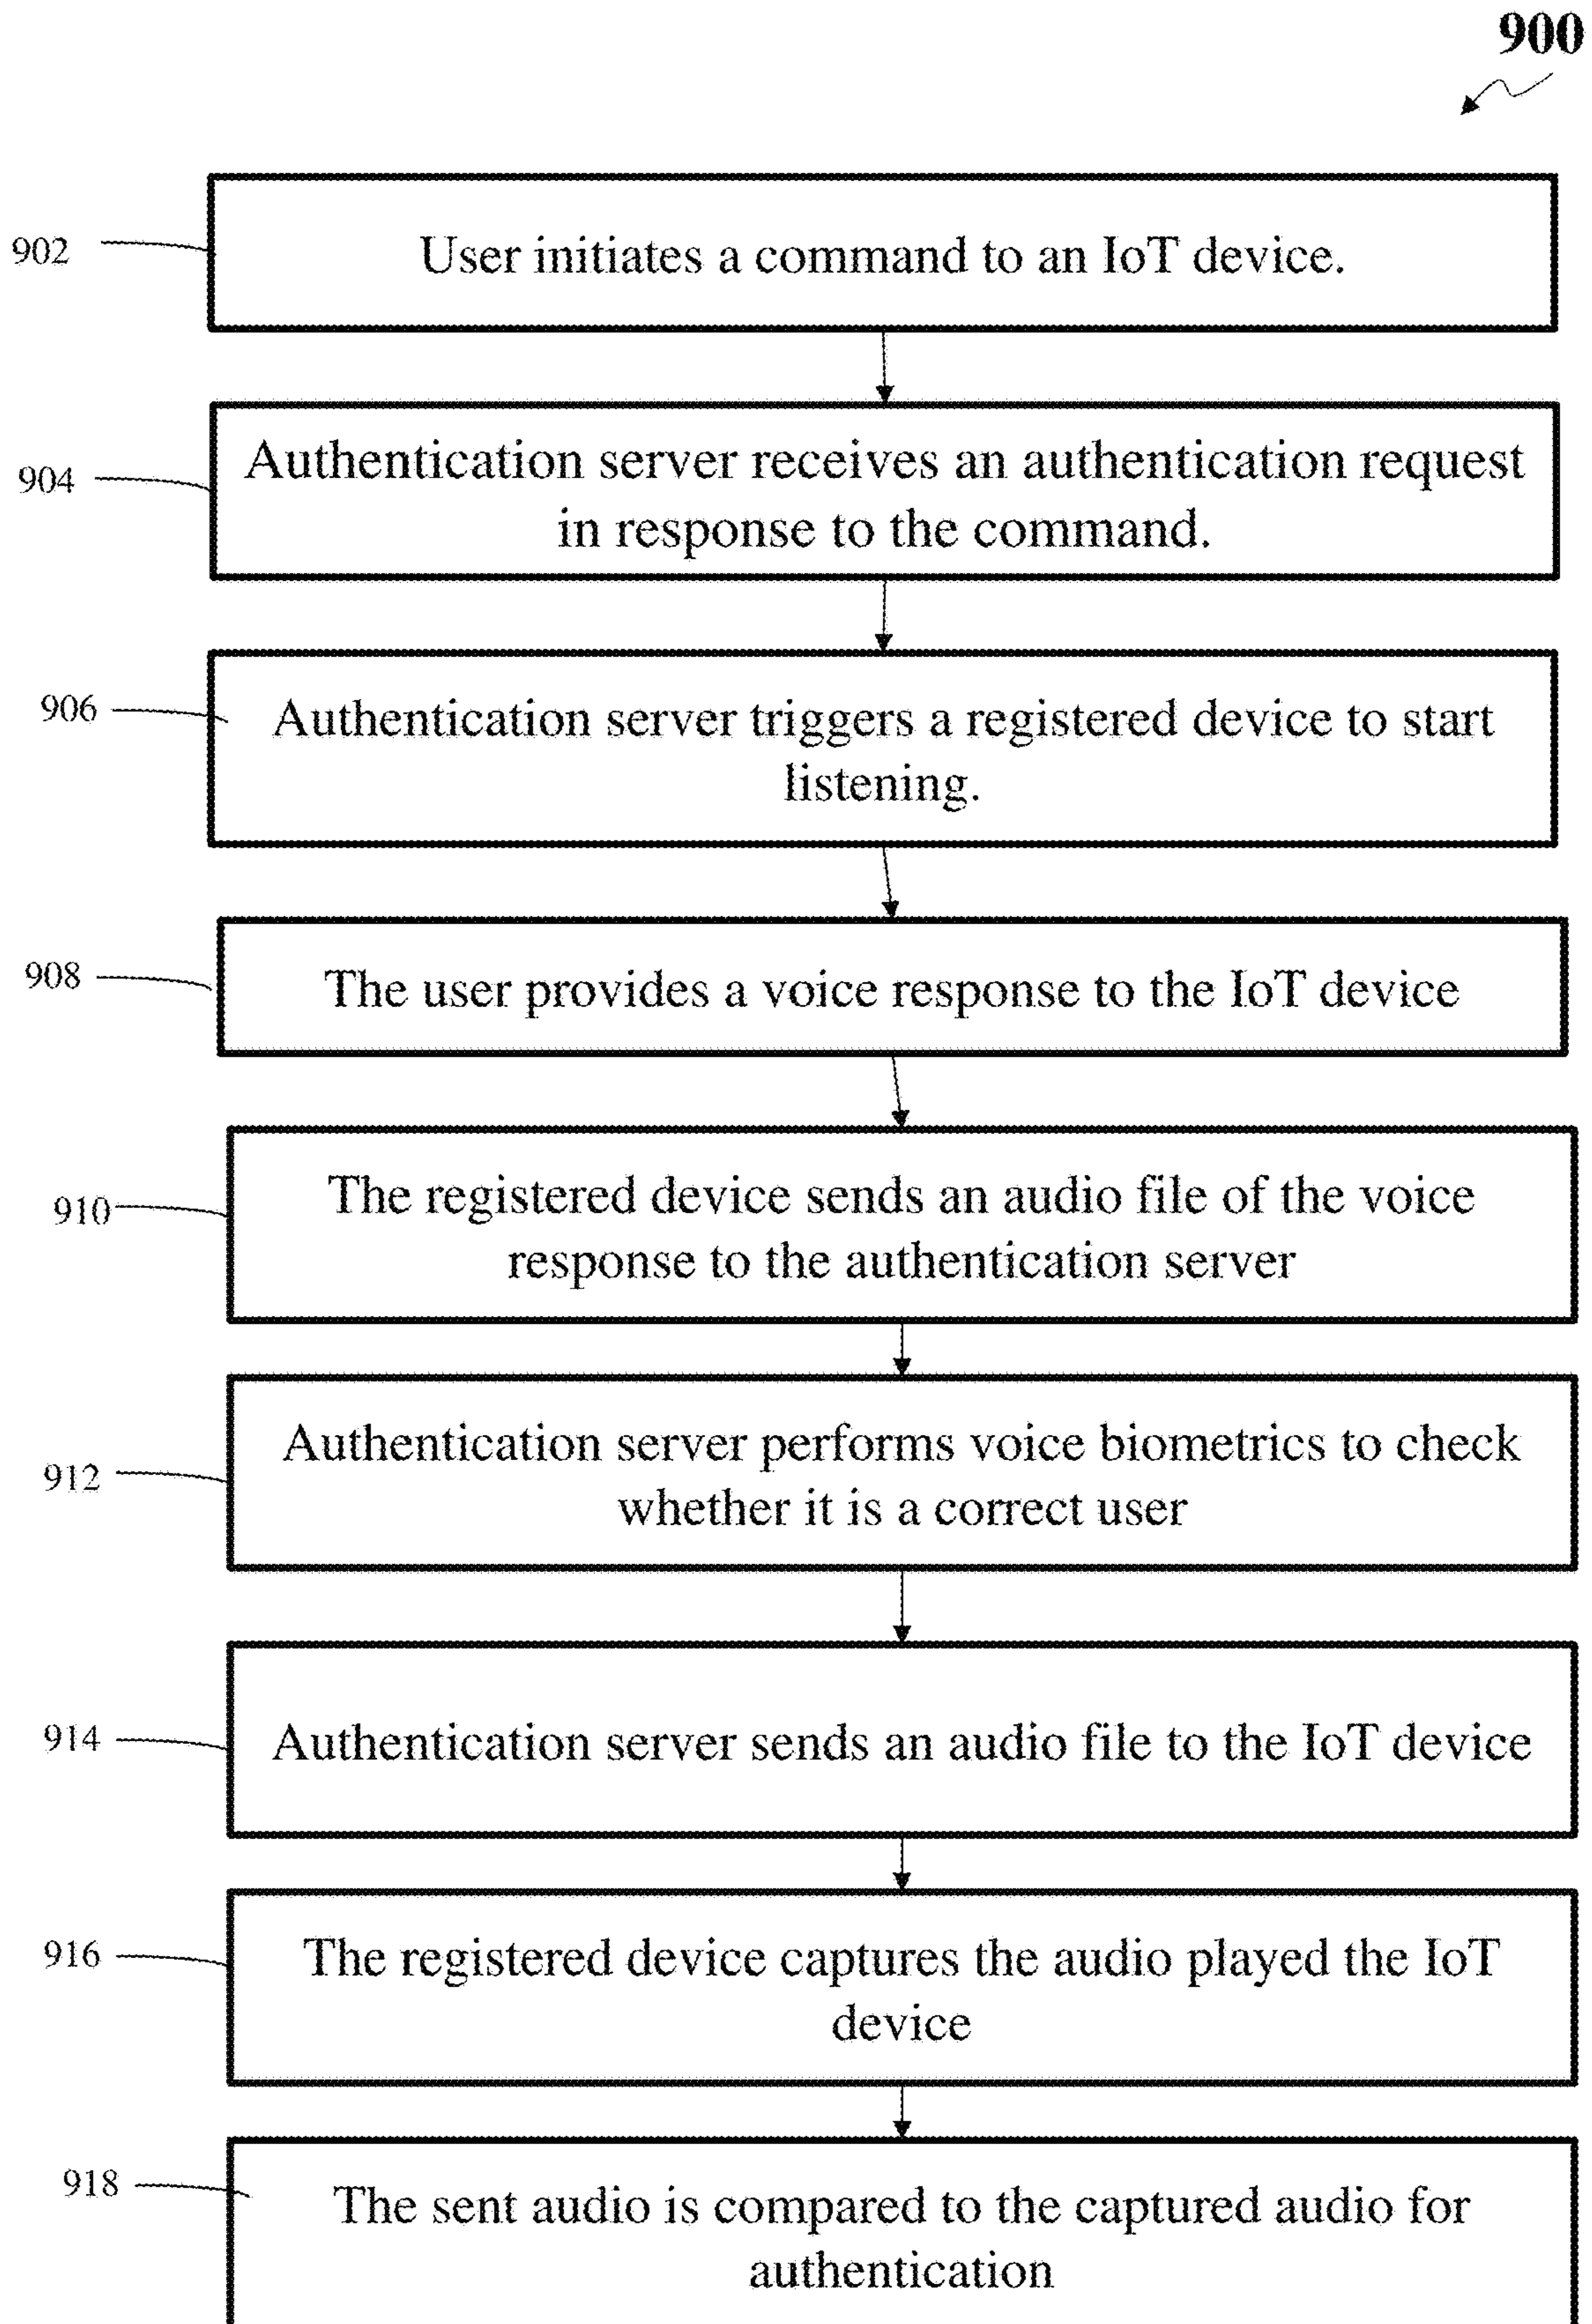 900
902
User initiates a command to an IoT device.
904
Authentication server receives an authentication request
in response to the command.
906
Authentication server triggers a registered device to start
listening.
908
The user provides a voice response to the IoT device
910
The registered device sends an audio file of the voice
response to the authentication server
912
Authentication server performs voice biometrics to check
whether it is a correct user
914
Authentication server sends an audio file to the IoT device
916
The registered device captures the audio played the IoT
device
918
The sent audio is compared to the captured audio for
authentication